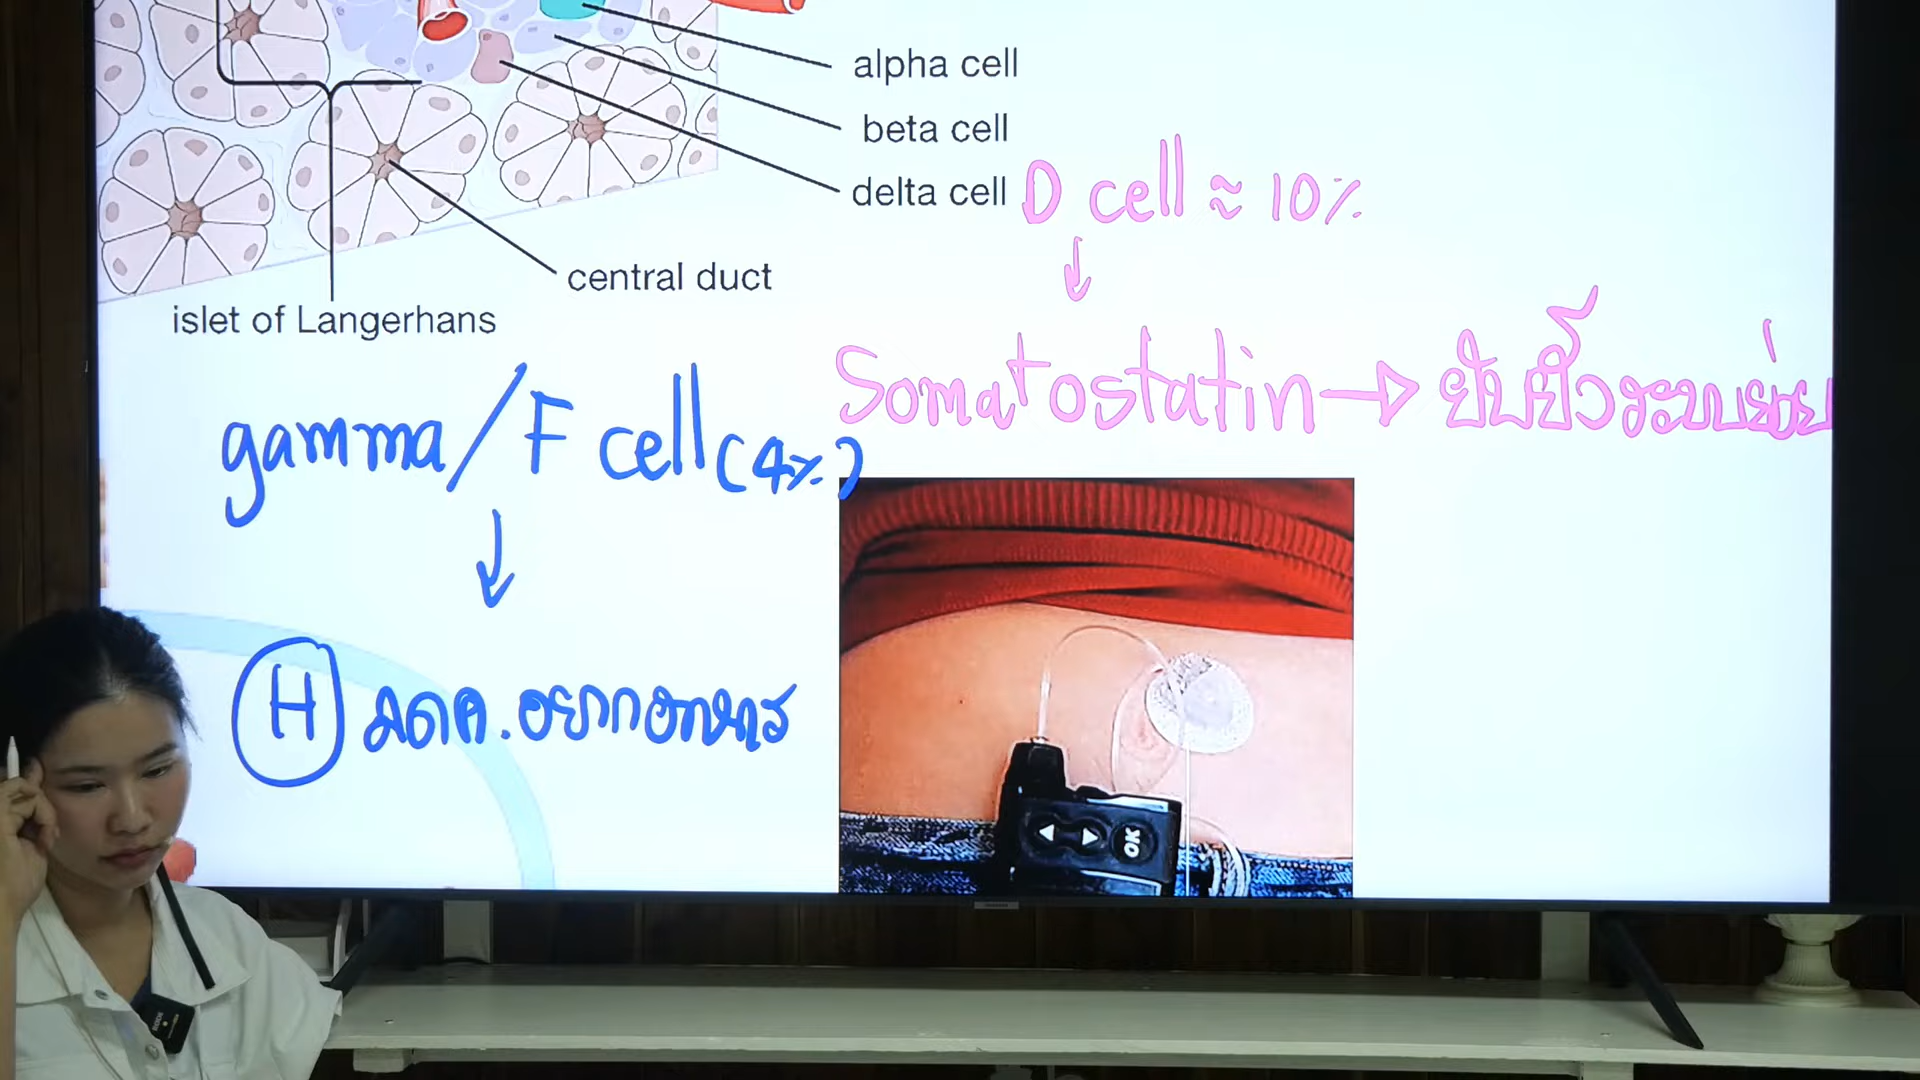 alpha cell
beta cell
delta cell D cell ≈ 10%
central duct
islet of Langerhans
Somatostatin → ยับยั้งระบบย่อย
gamma / F cell (4%)
H ลดค.อยากอาหาร
OK